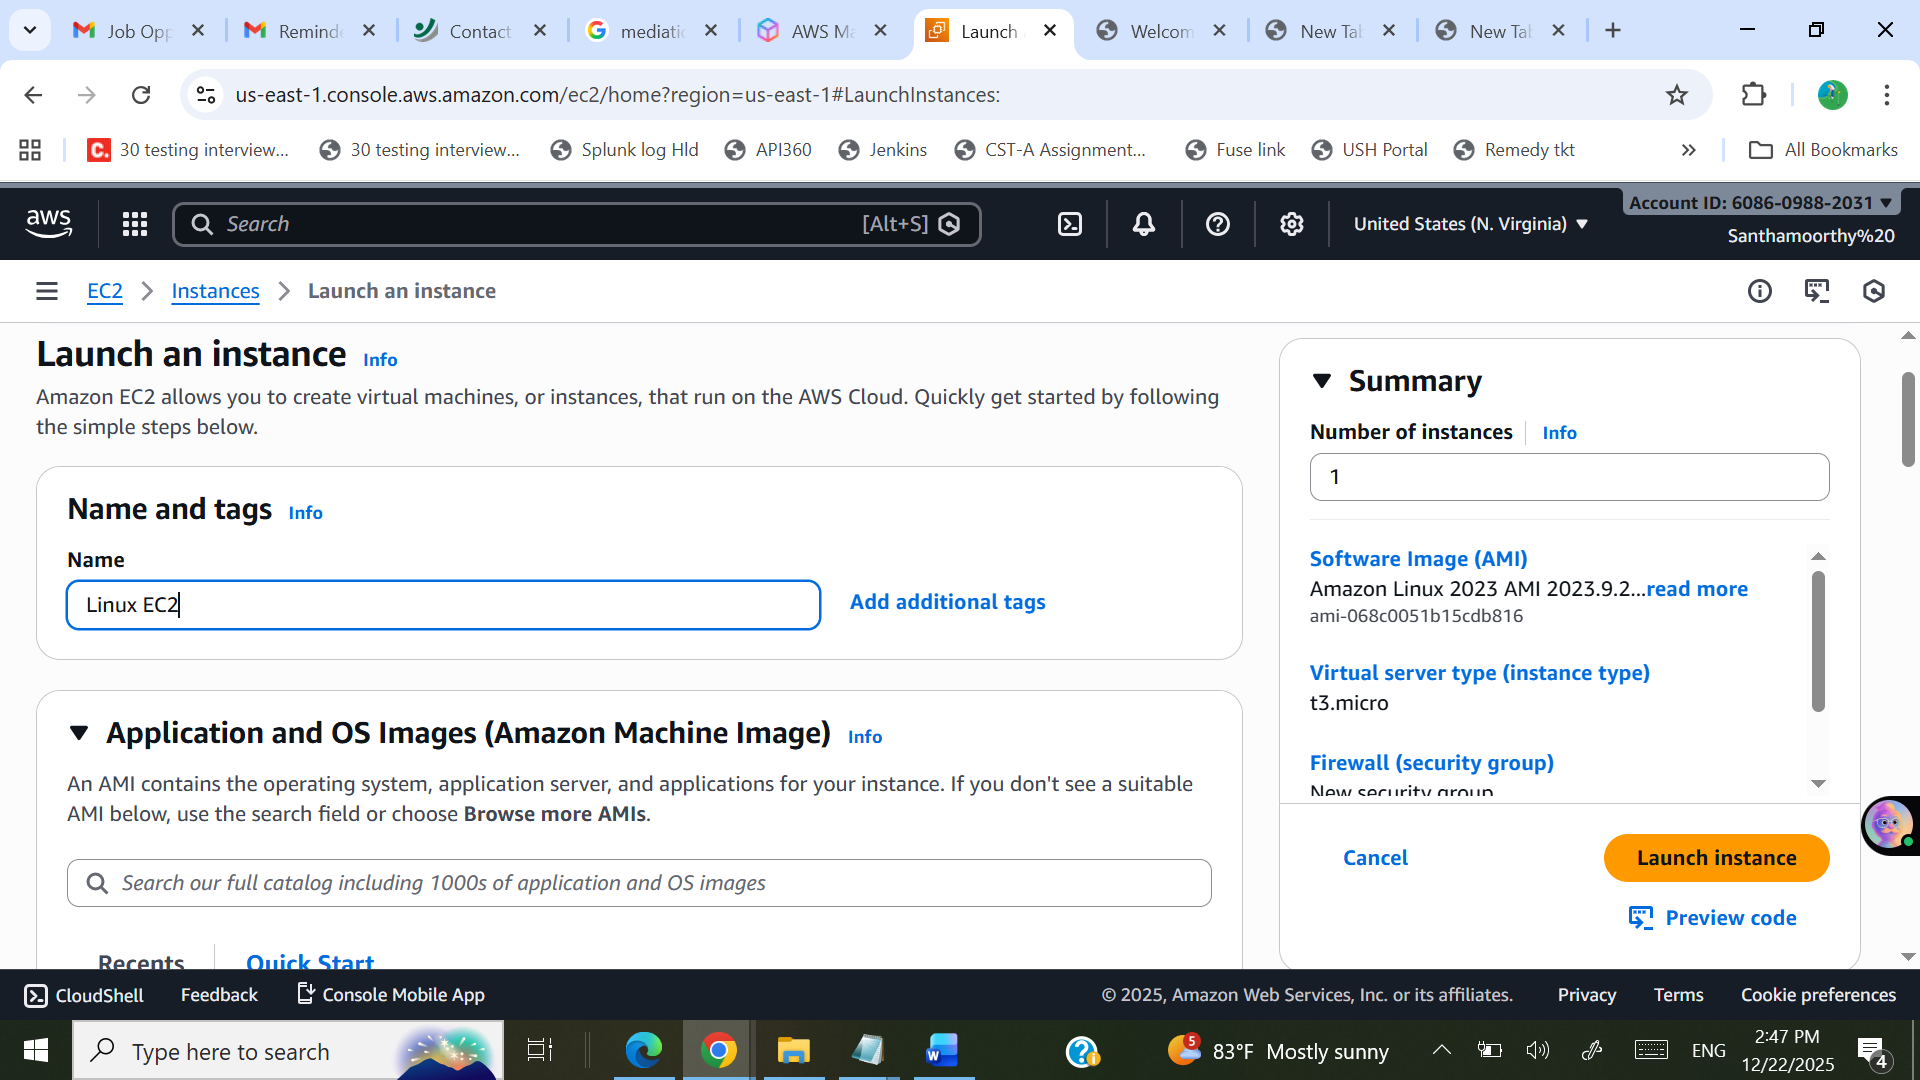 Job Opp
Reminde
Contact
mediatio
AWS Ma
Launch
Welcom
New Tab
New Tab
us-east-1.console.aws.amazon.com/ec2/home?region=us-east-1#LaunchInstances:
30 testing interview...
30 testing interview...
Splunk log Hld
API360
Jenkins
CST-A Assignment...
Fuse link
USH Portal
Remedy tkt
All Bookmarks
aws
Search
[Alt+S]
United States (N. Virginia)
Account ID: 6086-0988-2031
Santhamoorthy%20
EC2
Instances
Launch an instance
Launch an instance Info
Amazon EC2 allows you to create virtual machines, or instances, that run on the AWS Cloud. Quickly get started by following
the simple steps below.
Name and tags Info
Name
Linux EC2
Add additional tags
Application and OS Images (Amazon Machine Image) Info
An AMI contains the operating system, application server, and applications for your instance. If you don't see a suitable
AMI below, use the search field or choose Browse more AMIs.
Search our full catalog including 1000s of application and OS images
Recents
Quick Start
Summary
Number of instances Info
1
Software Image (AMI)
Amazon Linux 2023 AMI 2023.9.2...read more
ami-068c0051b15cdb816
Virtual server type (instance type)
t3.micro
Firewall (security group)
New security group
Cancel
Launch instance
Preview code
CloudShell
Feedback
Console Mobile App
© 2025, Amazon Web Services, Inc. or its affiliates.
Privacy
Terms
Cookie preferences
Type here to search
5
83°F Mostly sunny
ENG
2:47 PM
12/22/2025
4